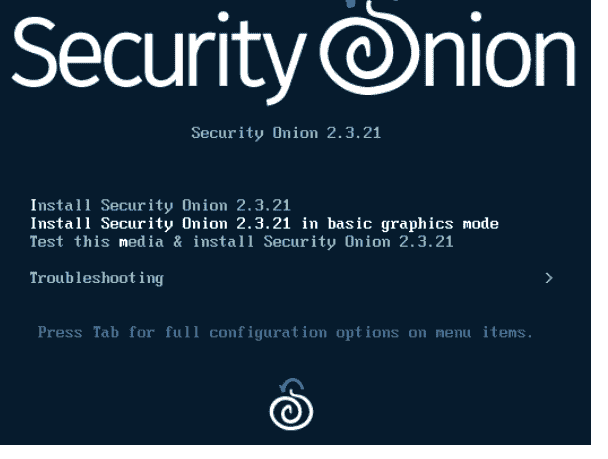 Security Onion
Security Onion 2.3.21
Install Security Onion 2.3.21
Install Security Onion 2.3.21 in basic graphics mode
Test this media & install Security Onion 2.3.21
Troubleshooting >
Press Tab for full configuration options on menu items.